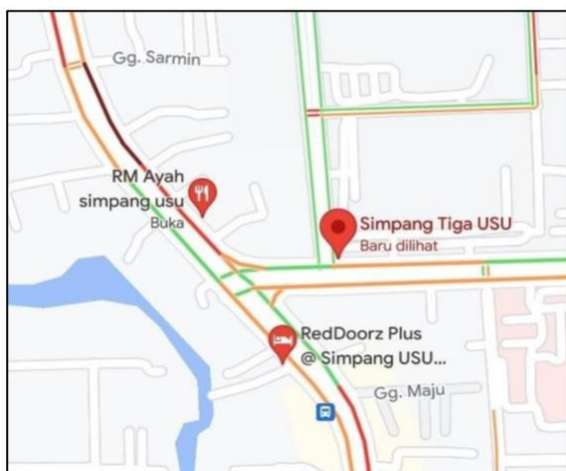 Gg. Sarmin
RM Ayah
simpang usu
Buka
Simpang Tiga USU
Baru dilihat
RedDoorz Plus
@ Simpang USU...
Gg. Maju